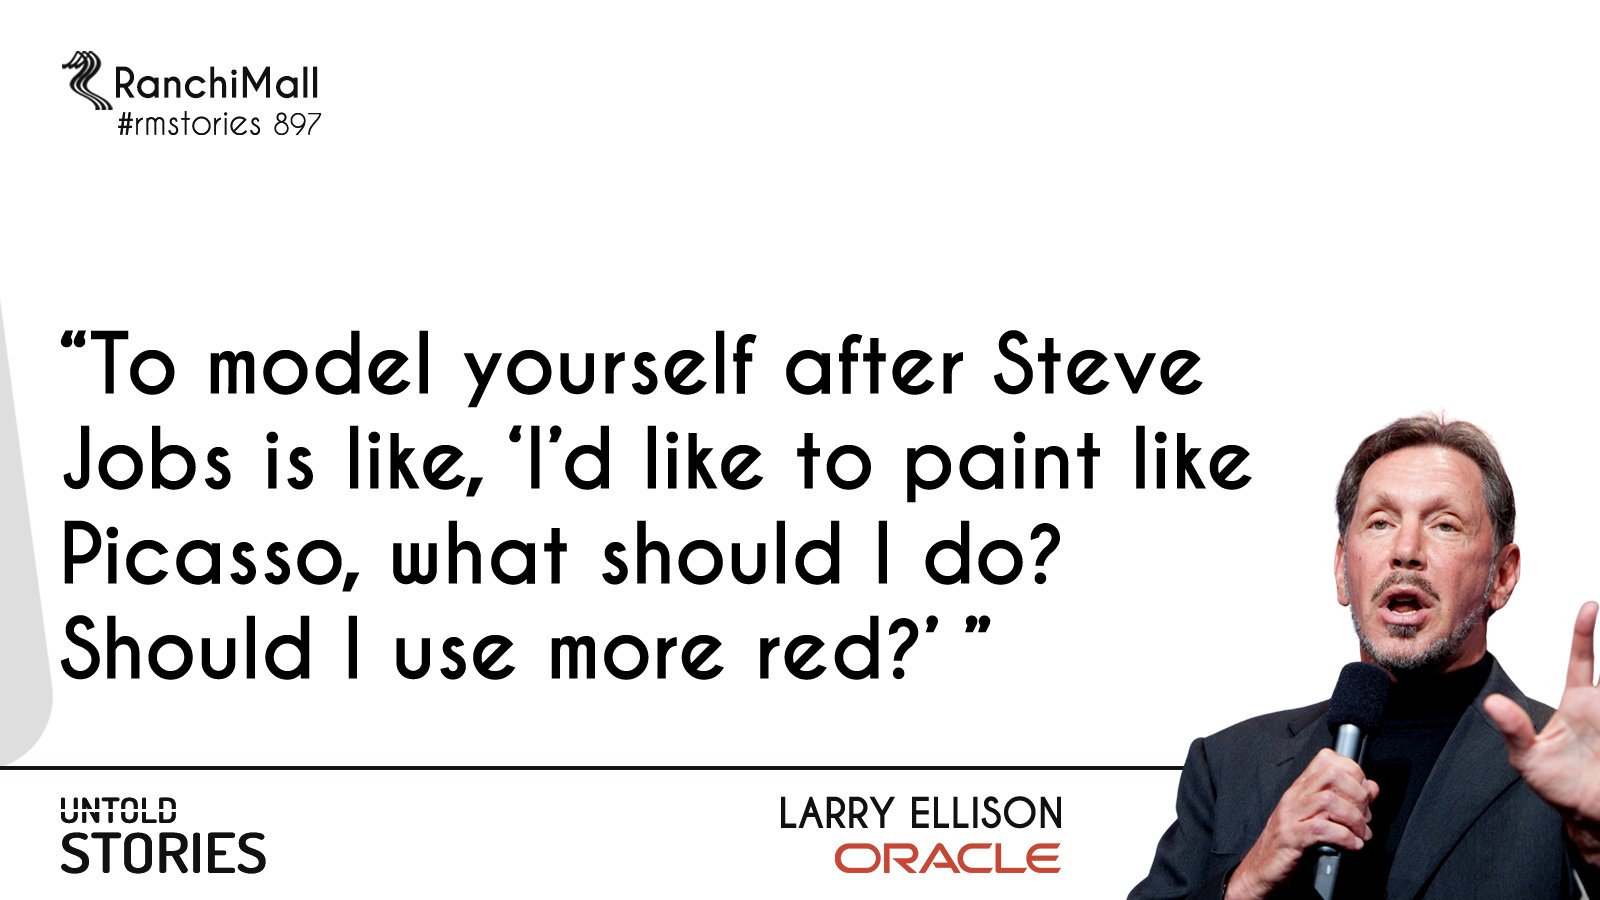 RanchiMall
#rmstories 897
“To model yourself after Steve
Jobs is like, ‘I’d like to paint like
Picasso, what should I do?
Should I use more red?’ ”
UNTOLD
STORIES
LARRY ELLISON
ORACLE